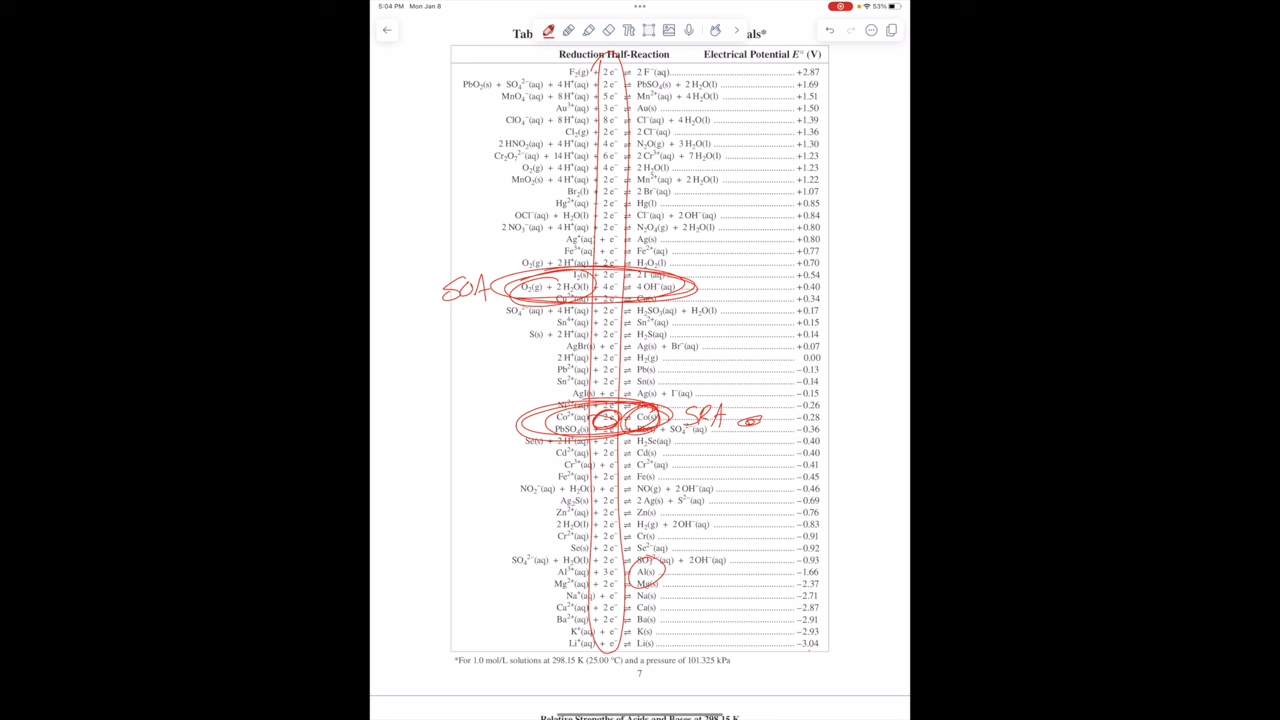 5:04 PM Mon Jan 8
53%
Tab als*
Reduction Half-Reaction Electrical Potential E° (V)
F₂(g) + 2 e⁻ ⇌ 2 F⁻(aq) +2.87
PbO₂(s) + SO₄²⁻(aq) + 4 H⁺(aq) + 2 e⁻ ⇌ PbSO₄(s) + 2 H₂O(l) +1.69
MnO₄⁻(aq) + 8 H⁺(aq) + 5 e⁻ ⇌ Mn²⁺(aq) + 4 H₂O(l) +1.51
Au³⁺(aq) + 3 e⁻ ⇌ Au(s) +1.50
ClO₄⁻(aq) + 8 H⁺(aq) + 8 e⁻ ⇌ Cl⁻(aq) + 4 H₂O(l) +1.39
Cl₂(g) + 2 e⁻ ⇌ 2 Cl⁻(aq) +1.36
2 HNO₂(aq) + 4 H⁺(aq) + 4 e⁻ ⇌ N₂O(g) + 3 H₂O(l) +1.30
Cr₂O₇²⁻(aq) + 14 H⁺(aq) + 6 e⁻ ⇌ 2 Cr³⁺(aq) + 7 H₂O(l) +1.23
O₂(g) + 4 H⁺(aq) + 4 e⁻ ⇌ 2 H₂O(l) +1.23
MnO₂(s) + 4 H⁺(aq) + 2 e⁻ ⇌ Mn²⁺(aq) + 2 H₂O(l) +1.22
Br₂(l) + 2 e⁻ ⇌ 2 Br⁻(aq) +1.07
Hg²⁺(aq) + 2 e⁻ ⇌ Hg(l) +0.85
OCl⁻(aq) + H₂O(l) + 2 e⁻ ⇌ Cl⁻(aq) + 2 OH⁻(aq) +0.84
2 NO₃⁻(aq) + 4 H⁺(aq) + 2 e⁻ ⇌ N₂O₄(g) + 2 H₂O(l) +0.80
Ag⁺(aq) + e⁻ ⇌ Ag(s) +0.80
Fe³⁺(aq) + e⁻ ⇌ Fe²⁺(aq) +0.77
O₂(g) + 2 H⁺(aq) + 2 e⁻ ⇌ H₂O₂(l) +0.70
I₂(s) + 2 e⁻ ⇌ 2 I⁻(aq) +0.54
SOA O₂(g) + 2 H₂O(l) + 4 e⁻ ⇌ 4 OH⁻(aq) +0.40
Cu²⁺(aq) + 2 e⁻ ⇌ Cu(s) +0.34
SO₄²⁻(aq) + 4 H⁺(aq) + 2 e⁻ ⇌ H₂SO₃(aq) + H₂O(l) +0.17
Sn⁴⁺(aq) + 2 e⁻ ⇌ Sn²⁺(aq) +0.15
S(s) + 2 H⁺(aq) + 2 e⁻ ⇌ H₂S(aq) +0.14
AgBr(s) + e⁻ ⇌ Ag(s) + Br⁻(aq) +0.07
2 H⁺(aq) + 2 e⁻ ⇌ H₂(g) 0.00
Pb²⁺(aq) + 2 e⁻ ⇌ Pb(s) −0.13
Sn²⁺(aq) + 2 e⁻ ⇌ Sn(s) −0.14
AgI(s) + e⁻ ⇌ Ag(s) + I⁻(aq) −0.15
Ni²⁺(aq) + 2 e⁻ ⇌ −0.26
Co²⁺(aq) + 2 e⁻ ⇌ Co(s) SRA −0.28
PbSO₄(s) + 2 e⁻ ⇌ + SO₄²⁻(aq) −0.36
Se(s) + 2 H⁺(aq) + 2 e⁻ ⇌ H₂Se(aq) −0.40
Cd²⁺(aq) + 2 e⁻ ⇌ Cd(s) −0.40
Cr³⁺(aq) + e⁻ ⇌ Cr²⁺(aq) −0.41
Fe²⁺(aq) + 2 e⁻ ⇌ Fe(s) −0.45
NO₂⁻(aq) + H₂O(l) + e⁻ ⇌ NO(g) + 2 OH⁻(aq) −0.46
Ag₂S(s) + 2 e⁻ ⇌ 2 Ag(s) + S²⁻(aq) −0.69
Zn²⁺(aq) + 2 e⁻ ⇌ Zn(s) −0.76
2 H₂O(l) + 2 e⁻ ⇌ H₂(g) + 2 OH⁻(aq) −0.83
Cr²⁺(aq) + 2 e⁻ ⇌ Cr(s) −0.91
Se(s) + 2 e⁻ ⇌ Se²⁻(aq) −0.92
SO₄²⁻(aq) + H₂O(l) + 2 e⁻ ⇌ SO₃²⁻(aq) + 2 OH⁻(aq) −0.93
Al³⁺(aq) + 3 e⁻ ⇌ Al(s) −1.66
Mg²⁺(aq) + 2 e⁻ ⇌ Mg(s) −2.37
Na⁺(aq) + e⁻ ⇌ Na(s) −2.71
Ca²⁺(aq) + 2 e⁻ ⇌ Ca(s) −2.87
Ba²⁺(aq) + 2 e⁻ ⇌ Ba(s) −2.91
K⁺(aq) + e⁻ ⇌ K(s) −2.93
Li⁺(aq) + e⁻ ⇌ Li(s) −3.04
*For 1.0 mol/L solutions at 298.15 K (25.00 °C) and a pressure of 101.325 kPa
7
Relative Strengths of Acids and Bases at 298.15 K